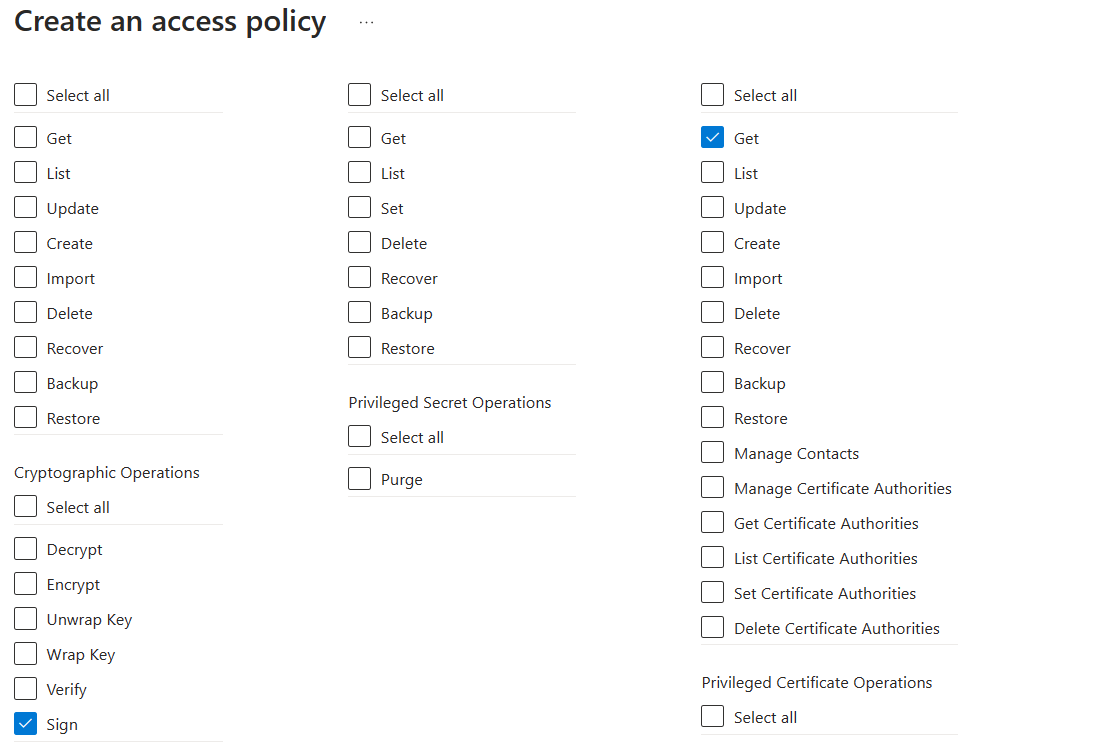 Create an access policy ...
Select all
Get
List
Update
Create
Import
Delete
Recover
Backup
Restore
Cryptographic Operations
Select all
Decrypt
Encrypt
Unwrap Key
Wrap Key
Verify
Sign
Select all
Get
List
Set
Delete
Recover
Backup
Restore
Privileged Secret Operations
Select all
Purge
Select all
Get
List
Update
Create
Import
Delete
Recover
Backup
Restore
Manage Contacts
Manage Certificate Authorities
Get Certificate Authorities
List Certificate Authorities
Set Certificate Authorities
Delete Certificate Authorities
Privileged Certificate Operations
Select all